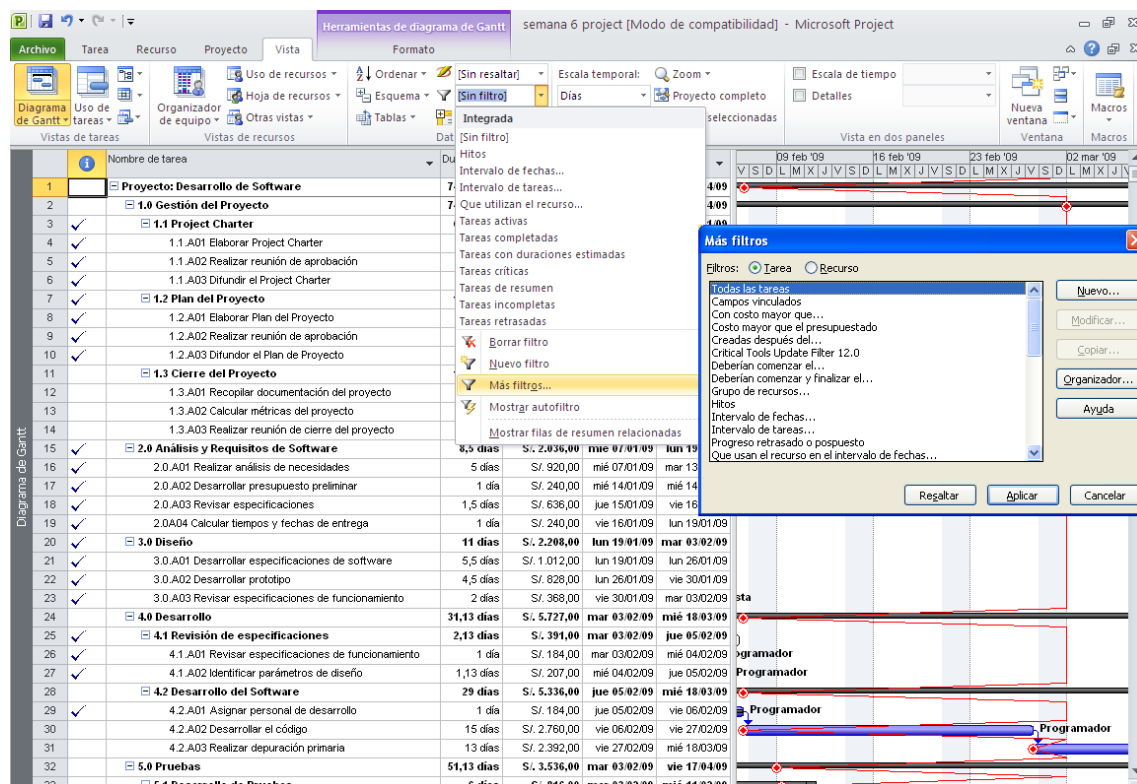 Herramientas de diagrama de Gantt
semana 6 project [Modo de compatibilidad] - Microsoft Project
Archivo Tarea Recurso Proyecto Vista Formato
Diagrama de Gantt
Uso de tareas
Organizador de equipo
Uso de recursos
Hoja de recursos
Otras vistas
Ordenar
Esquema
Tablas
[Sin resaltar]
[Sin filtro]
Escala temporal:
Días
Zoom
Proyecto completo
seleccionadas
Escala de tiempo
Detalles
Nueva ventana
Macros
Vistas de tareas
Vistas de recursos
Dat
Vista en dos paneles
Ventana
Macros
Integrada
[Sin filtro]
Hitos
Intervalo de fechas...
Intervalo de tareas...
Que utilizan el recurso...
Tareas activas
Tareas completadas
Tareas con duraciones estimadas
Tareas críticas
Tareas de resumen
Tareas incompletas
Tareas retrasadas
Borrar filtro
Nuevo filtro
Más filtros...
Mostrar autofiltro
Mostrar filas de resumen relacionadas
Más filtros
Filtros: Tarea Recurso
Todas las tareas
Campos vinculados
Con costo mayor que...
Costo mayor que el presupuestado
Creadas después del...
Critical Tools Update Filter 12.0
Deberían comenzar el...
Deberían comenzar y finalizar el...
Grupo de recursos...
Hitos
Intervalo de fechas...
Intervalo de tareas...
Progreso retrasado o pospuesto
Que usan el recurso en el intervalo de fechas...
Nuevo...
Modificar...
Copiar...
Organizador...
Ayuda
Resaltar
Aplicar
Cancelar
Nombre de tarea Du
09 feb '09 16 feb '09 23 feb '09 02 mar '09
V S D L M X J V S D L M X J V S D L M X J V S D L M X J V
Diagrama de Gantt
1 Proyecto: Desarrollo de Software 7 4/09
2 1.0 Gestión del Proyecto 7 4/09
3 1.1 Project Charter
4 1.1.A01 Elaborar Project Charter
5 1.1.A02 Realizar reunión de aprobación
6 1.1.A03 Difundir el Project Charter
7 1.2 Plan del Proyecto
8 1.2.A01 Elaborar Plan del Proyecto
9 1.2.A02 Realizar reunión de aprobación
10 1.2.A03 Difundor el Plan de Proyecto
11 1.3 Cierre del Proyecto
12 1.3.A01 Recopilar documentación del proyecto
13 1.3.A02 Calcular métricas del proyecto
14 1.3.A03 Realizar reunión de cierre del proyecto
15 2.0 Análisis y Requisitos de Software 8,5 días S/. 2.036,00 mié 07/01/09 lun 19
16 2.0.A01 Realizar análisis de necesidades 5 días S/. 920,00 mié 07/01/09 mar 13
17 2.0.A02 Desarrollar presupuesto preliminar 1 día S/. 240,00 mié 14/01/09 mié 14
18 2.0.A03 Revisar especificaciones 1,5 días S/. 636,00 jue 15/01/09 vie 16
19 2.0A04 Calcular tiempos y fechas de entrega 1 día S/. 240,00 vie 16/01/09 lun 19/01/09
20 3.0 Diseño 11 días S/. 2.208,00 lun 19/01/09 mar 03/02/09
21 3.0.A01 Desarrollar especificaciones de software 5,5 días S/. 1.012,00 lun 19/01/09 lun 26/01/09
22 3.0.A02 Desarrollar prototipo 4,5 días S/. 828,00 lun 26/01/09 vie 30/01/09
23 3.0.A03 Revisar especificaciones de funcionamiento 2 días S/. 368,00 vie 30/01/09 mar 03/02/09 sta
24 4.0 Desarrollo 31,13 días S/. 5.727,00 mar 03/02/09 mié 18/03/09
25 4.1 Revisión de especificaciones 2,13 días S/. 391,00 mar 03/02/09 jue 05/02/09
26 4.1.A01 Revisar especificaciones de funcionamiento 1 día S/. 184,00 mar 03/02/09 mié 04/02/09 ogramador
27 4.1.A02 Identificar parámetros de diseño 1,13 días S/. 207,00 mié 04/02/09 jue 05/02/09 Programador
28 4.2 Desarrollo del Software 29 días S/. 5.336,00 jue 05/02/09 mié 18/03/09
29 4.2.A01 Asignar personal de desarrollo 1 día S/. 184,00 jue 05/02/09 vie 06/02/09 Programador
30 4.2.A02 Desarrollar el código 15 días S/. 2.760,00 vie 06/02/09 vie 27/02/09 Programador
31 4.2.A03 Realizar depuración primaria 13 días S/. 2.392,00 vie 27/02/09 mié 18/03/09
32 5.0 Pruebas 51,13 días S/. 3.536,00 mar 03/02/09 vie 17/04/09